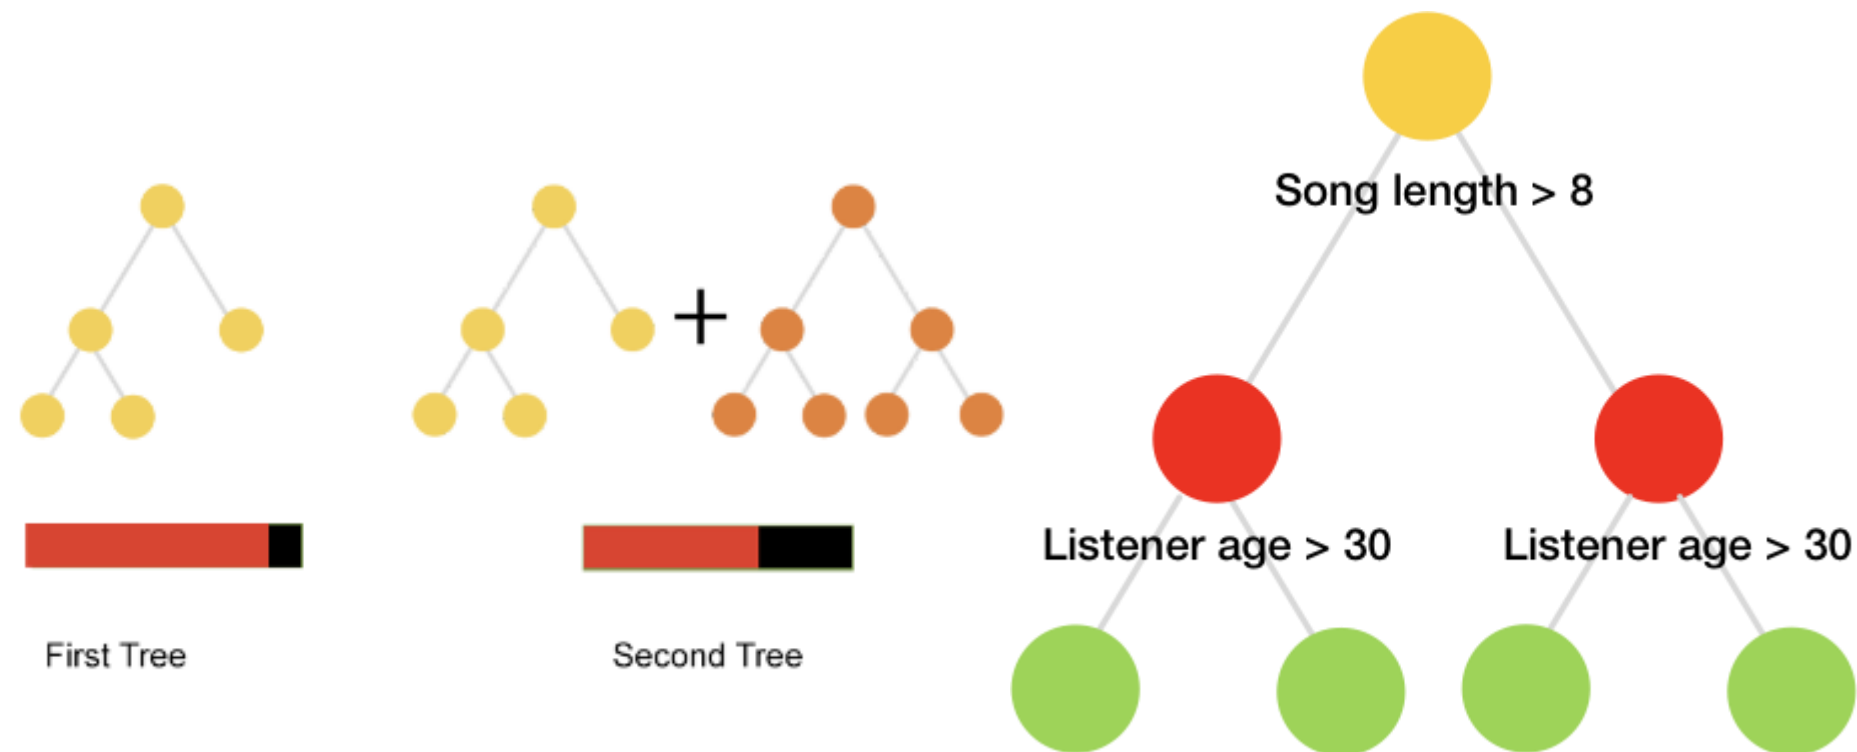 Song length > 8
+
Listener age > 30
Listener age > 30
First Tree
Second Tree